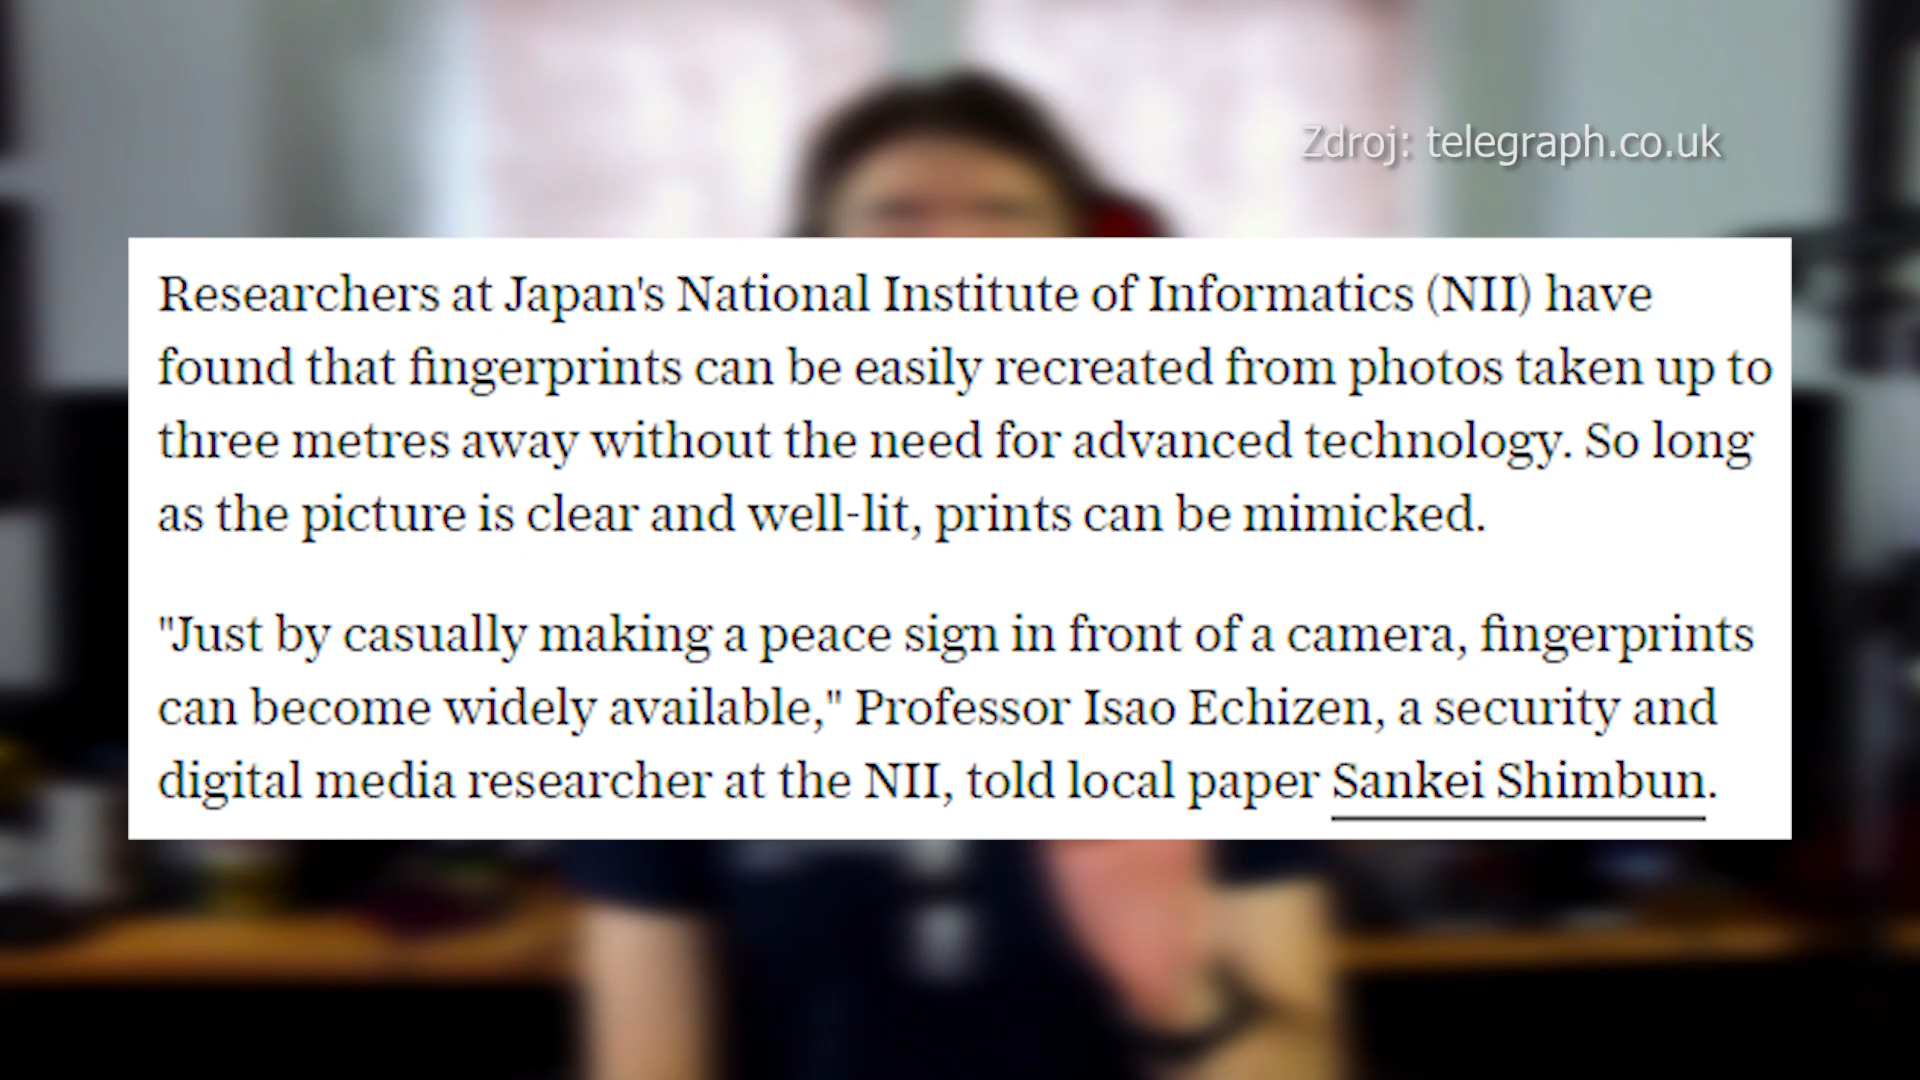 Zdroj: telegraph.co.uk
Researchers at Japan's National Institute of Informatics (NII) have
found that fingerprints can be easily recreated from photos taken up to
three metres away without the need for advanced technology. So long
as the picture is clear and well-lit, prints can be mimicked.
"Just by casually making a peace sign in front of a camera, fingerprints
can become widely available," Professor Isao Echizen, a security and
digital media researcher at the NII, told local paper Sankei Shimbun.